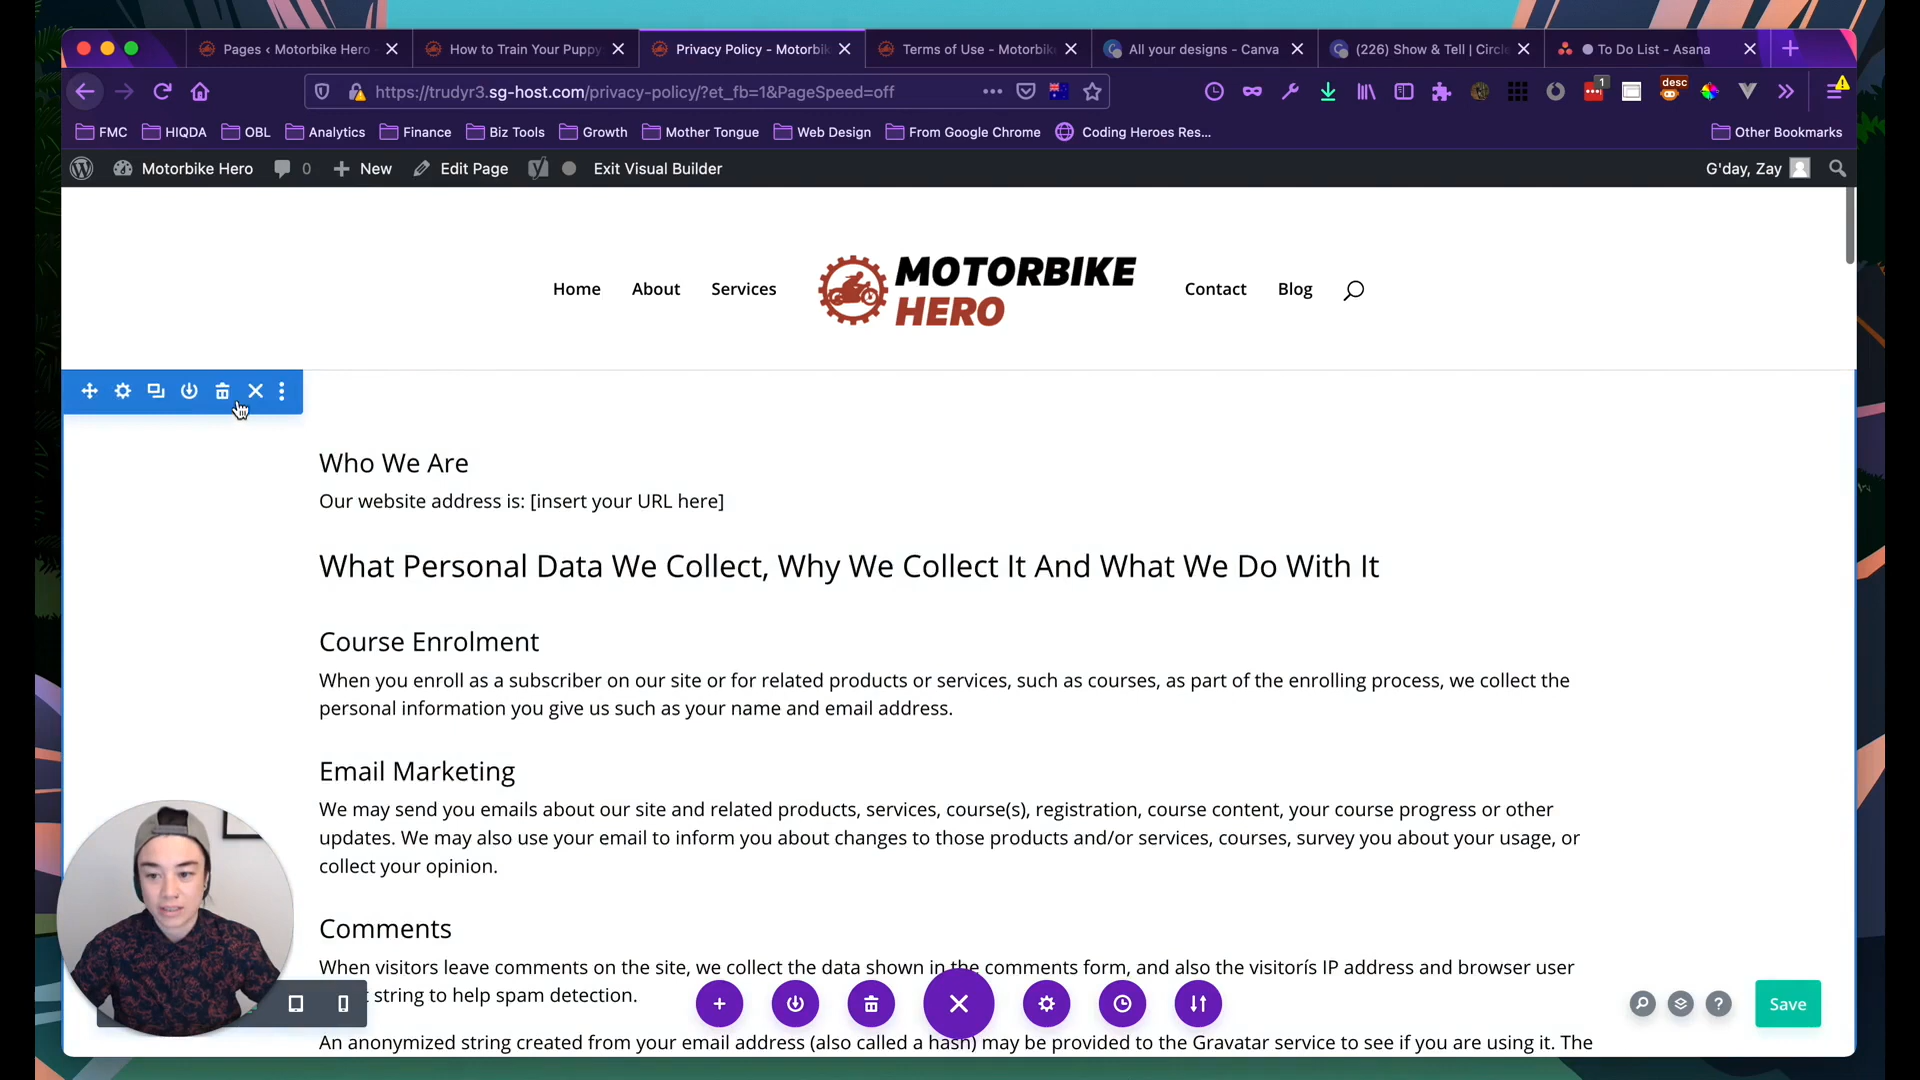 Pages ‹ Motorbike Hero
How to Train Your Puppy
Privacy Policy - Motorbik
Terms of Use - Motorbik
All your designs - Canva
(226) Show & Tell | Circl
To Do List - Asana
https://trudyr3.sg-host.com/privacy-policy/?et_fb=1&PageSpeed=off
1
desc
FMC
HIQDA
OBL
Analytics
Finance
Biz Tools
Growth
Mother Tongue
Web Design
From Google Chrome
Coding Heroes Res...
Other Bookmarks
Motorbike Hero
0
New
Edit Page
Exit Visual Builder
G'day, Zay
Home
About
Services
MOTORBIKE
HERO
Contact
Blog
Who We Are
Our website address is: [insert your URL here]
What Personal Data We Collect, Why We Collect It And What We Do With It
Course Enrolment
When you enroll as a subscriber on our site or for related products or services, such as courses, as part of the enrolling process, we collect the
personal information you give us such as your name and email address.
Email Marketing
We may send you emails about our site and related products, services, course(s), registration, course content, your course progress or other
updates. We may also use your email to inform you about changes to those products and/or services, courses, survey you about your usage, or
collect your opinion.
Comments
When visitors leave comments on the site, we collect the data shown in the comments form, and also the visitorís IP address and browser user
string to help spam detection.
Save
An anonymized string created from your email address (also called a hash) may be provided to the Gravatar service to see if you are using it. The